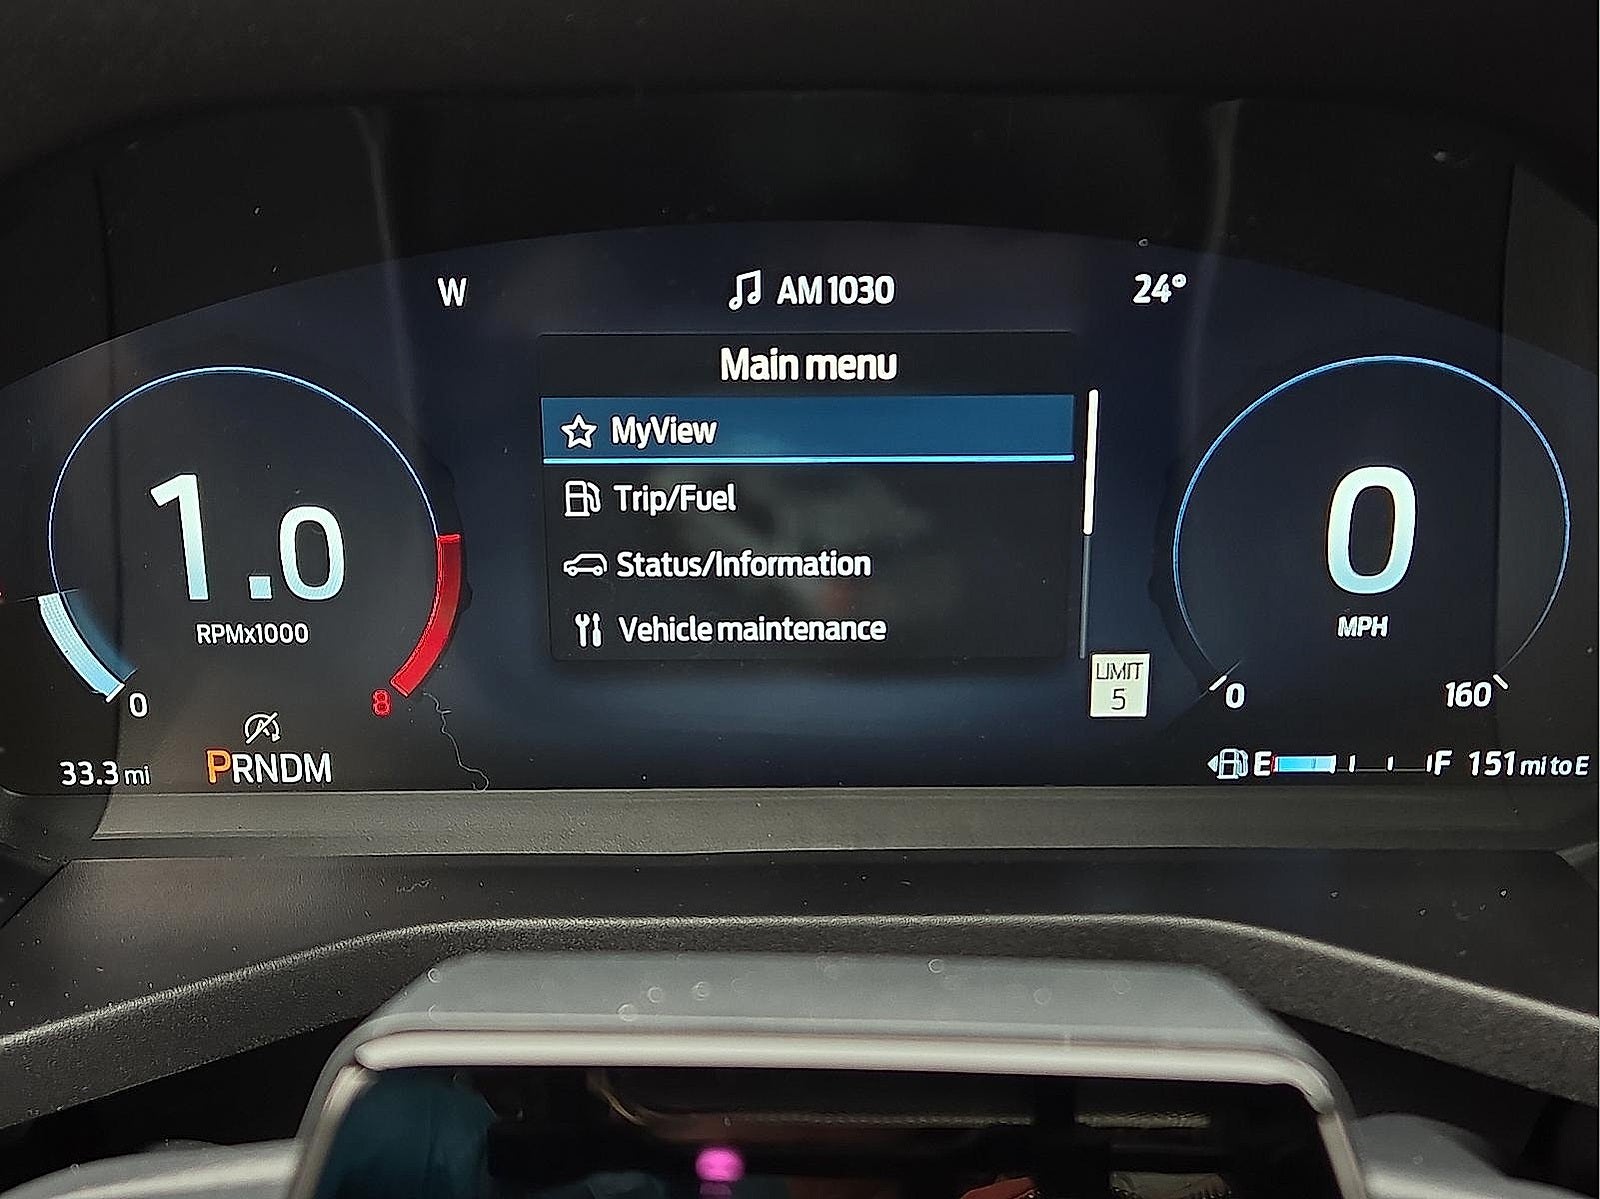 W
AM 1030
24°
Main menu
MyView
Trip/Fuel
Status/Information
Vehicle maintenance
1.0
RPMx1000
0
8
0
MPH
0
160
LIMIT
5
A
33.3 mi
PRNDM
E
F
151 mi to E